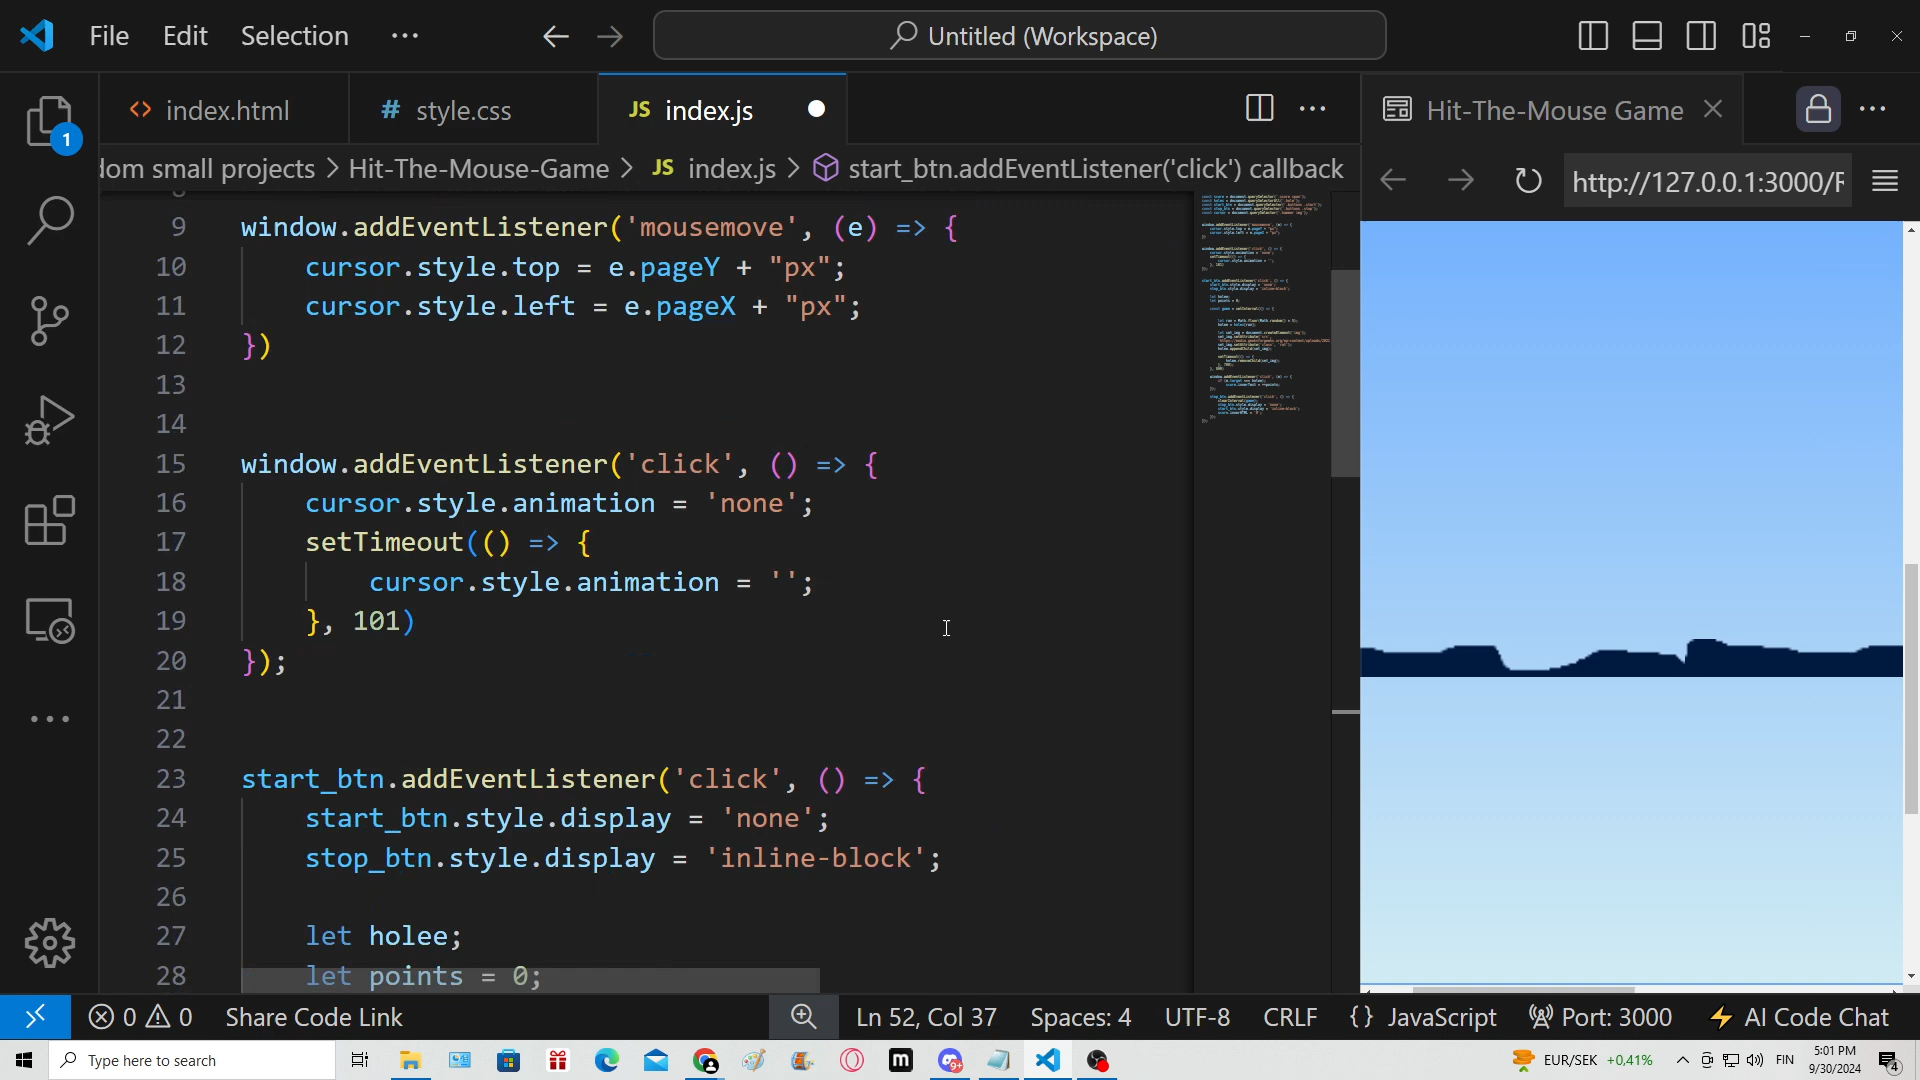 File Edit Selection ···
Untitled (Workspace)
index.html
# style.css
JS index.js
Hit-The-Mouse Game
dom small projects > Hit-The-Mouse-Game > JS index.js > start_btn.addEventListener('click') callback
http://127.0.0.1:3000/R
1
9 window.addEventListener('mousemove', (e) => {
10 cursor.style.top = e.pageY + "px";
11 cursor.style.left = e.pageX + "px";
12 })
13
14
15 window.addEventListener('click', () => {
16 cursor.style.animation = 'none';
17 setTimeout(() => {
18 cursor.style.animation = '';
19 }, 101)
20 });
21
22
23 start_btn.addEventListener('click', () => {
24 start_btn.style.display = 'none';
25 stop_btn.style.display = 'inline-block';
26
27 let holee;
28 let points = 0;
0 0 Share Code Link
Ln 52, Col 37 Spaces: 4 UTF-8 CRLF {} JavaScript Port: 3000 AI Code Chat
Type here to search
9+
m
EUR/SEK +0,41%
FIN
5:01 PM
9/30/2024
4